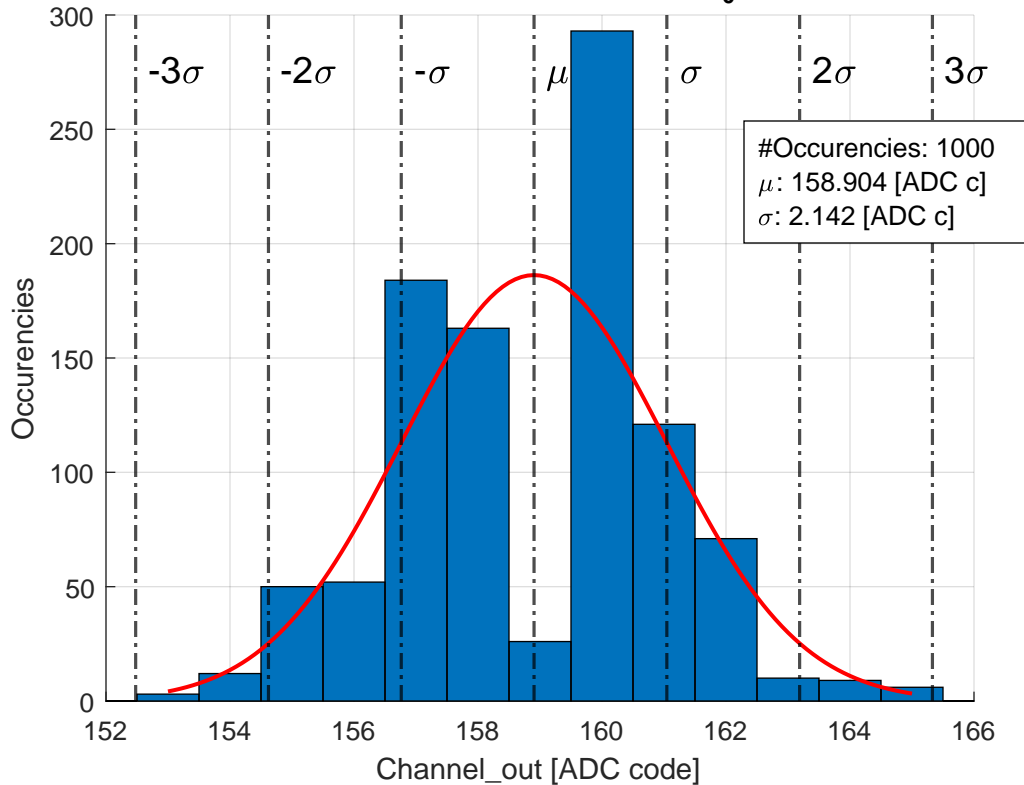 300
250
200
150
100
50
0
-3σ
-2σ
-σ
μ
σ
2σ
3σ
#Occurencies: 1000
μ: 158.904 [ADC c]
σ: 2.142 [ADC c]
Occurencies
152
154
156
158
160
162
164
166
Channel_out [ADC code]